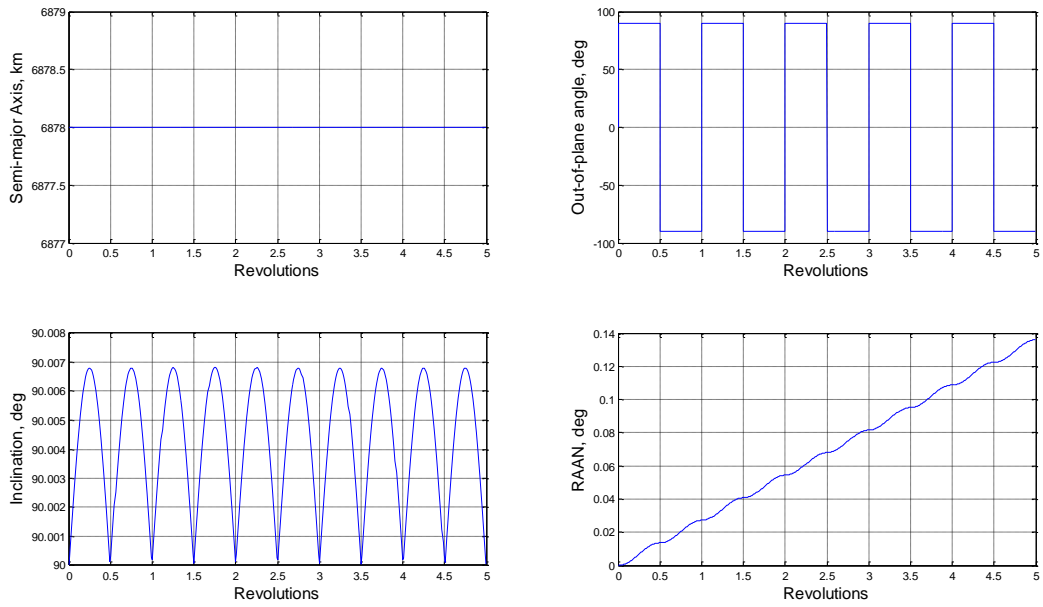 6879
6878.5
6878
6877.5
6877
Semi-major Axis, km
0 0.5 1 1.5 2 2.5 3 3.5 4 4.5 5
Revolutions
100
50
0
-50
-100
Out-of-plane angle, deg
0 0.5 1 1.5 2 2.5 3 3.5 4 4.5 5
Revolutions
90.008
90.007
90.006
90.005
90.004
90.003
90.002
90.001
90
Inclination, deg
0 0.5 1 1.5 2 2.5 3 3.5 4 4.5 5
Revolutions
0.14
0.12
0.1
0.08
0.06
0.04
0.02
0
RAAN, deg
0 0.5 1 1.5 2 2.5 3 3.5 4 4.5 5
Revolutions